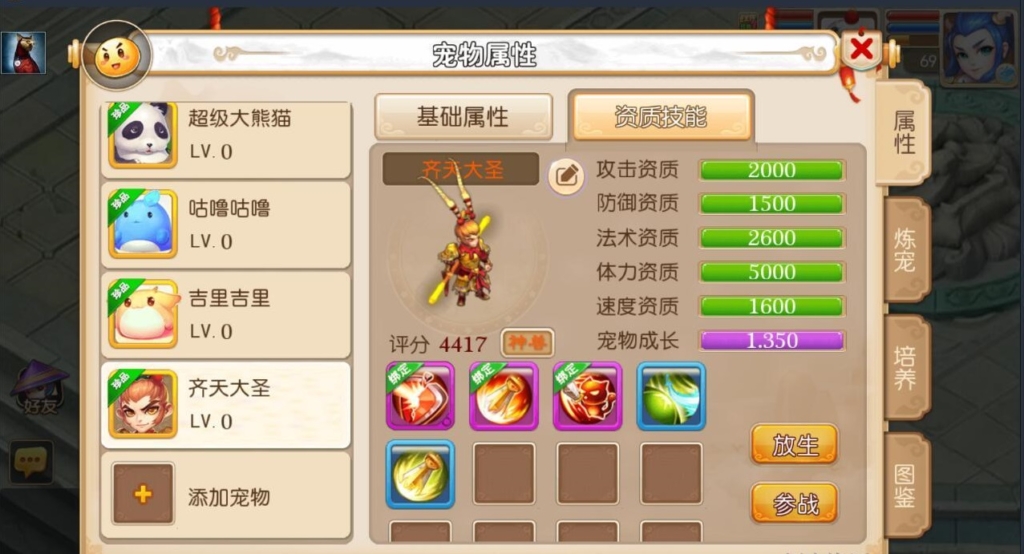 宠物属性
69
珍品
超级大熊猫
LV. 0
珍品
咕噜咕噜
LV. 0
珍品
吉里吉里
LV. 0
珍品
齐天大圣
LV. 0
添加宠物
基础属性
资质技能
齐天大圣
攻击资质 2000
防御资质 1500
法术资质 2600
体力资质 5000
速度资质 1600
宠物成长 1.350
评分 4417 神兽
绑定
绑定
绑定
放生
参战
属性
炼宠
培养
图鉴
好友